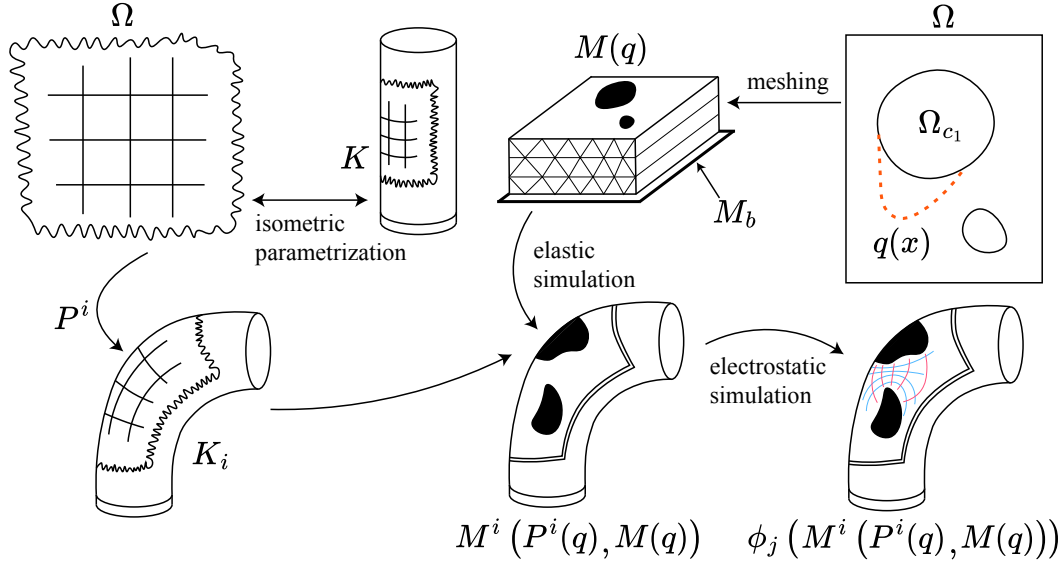 Ω
M(q)
Ω
meshing
Ω_{c_1}
K
isometric
parametrization
M_b
q(x)
elastic
simulation
P^i
electrostatic
simulation
K_i
M^i (P^i(q), M(q))
ϕ_j (M^i (P^i(q), M(q)))